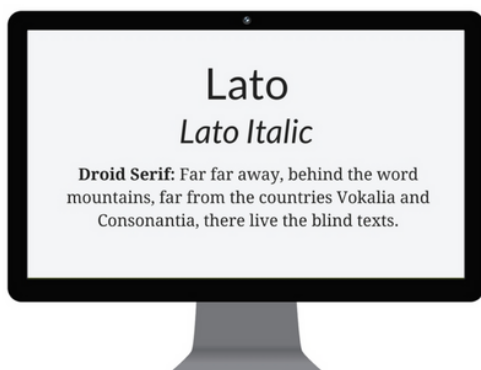 Lato
Lato Italic
Droid Serif: Far far away, behind the word
mountains, far from the countries Vokalia and
Consonantia, there live the blind texts.